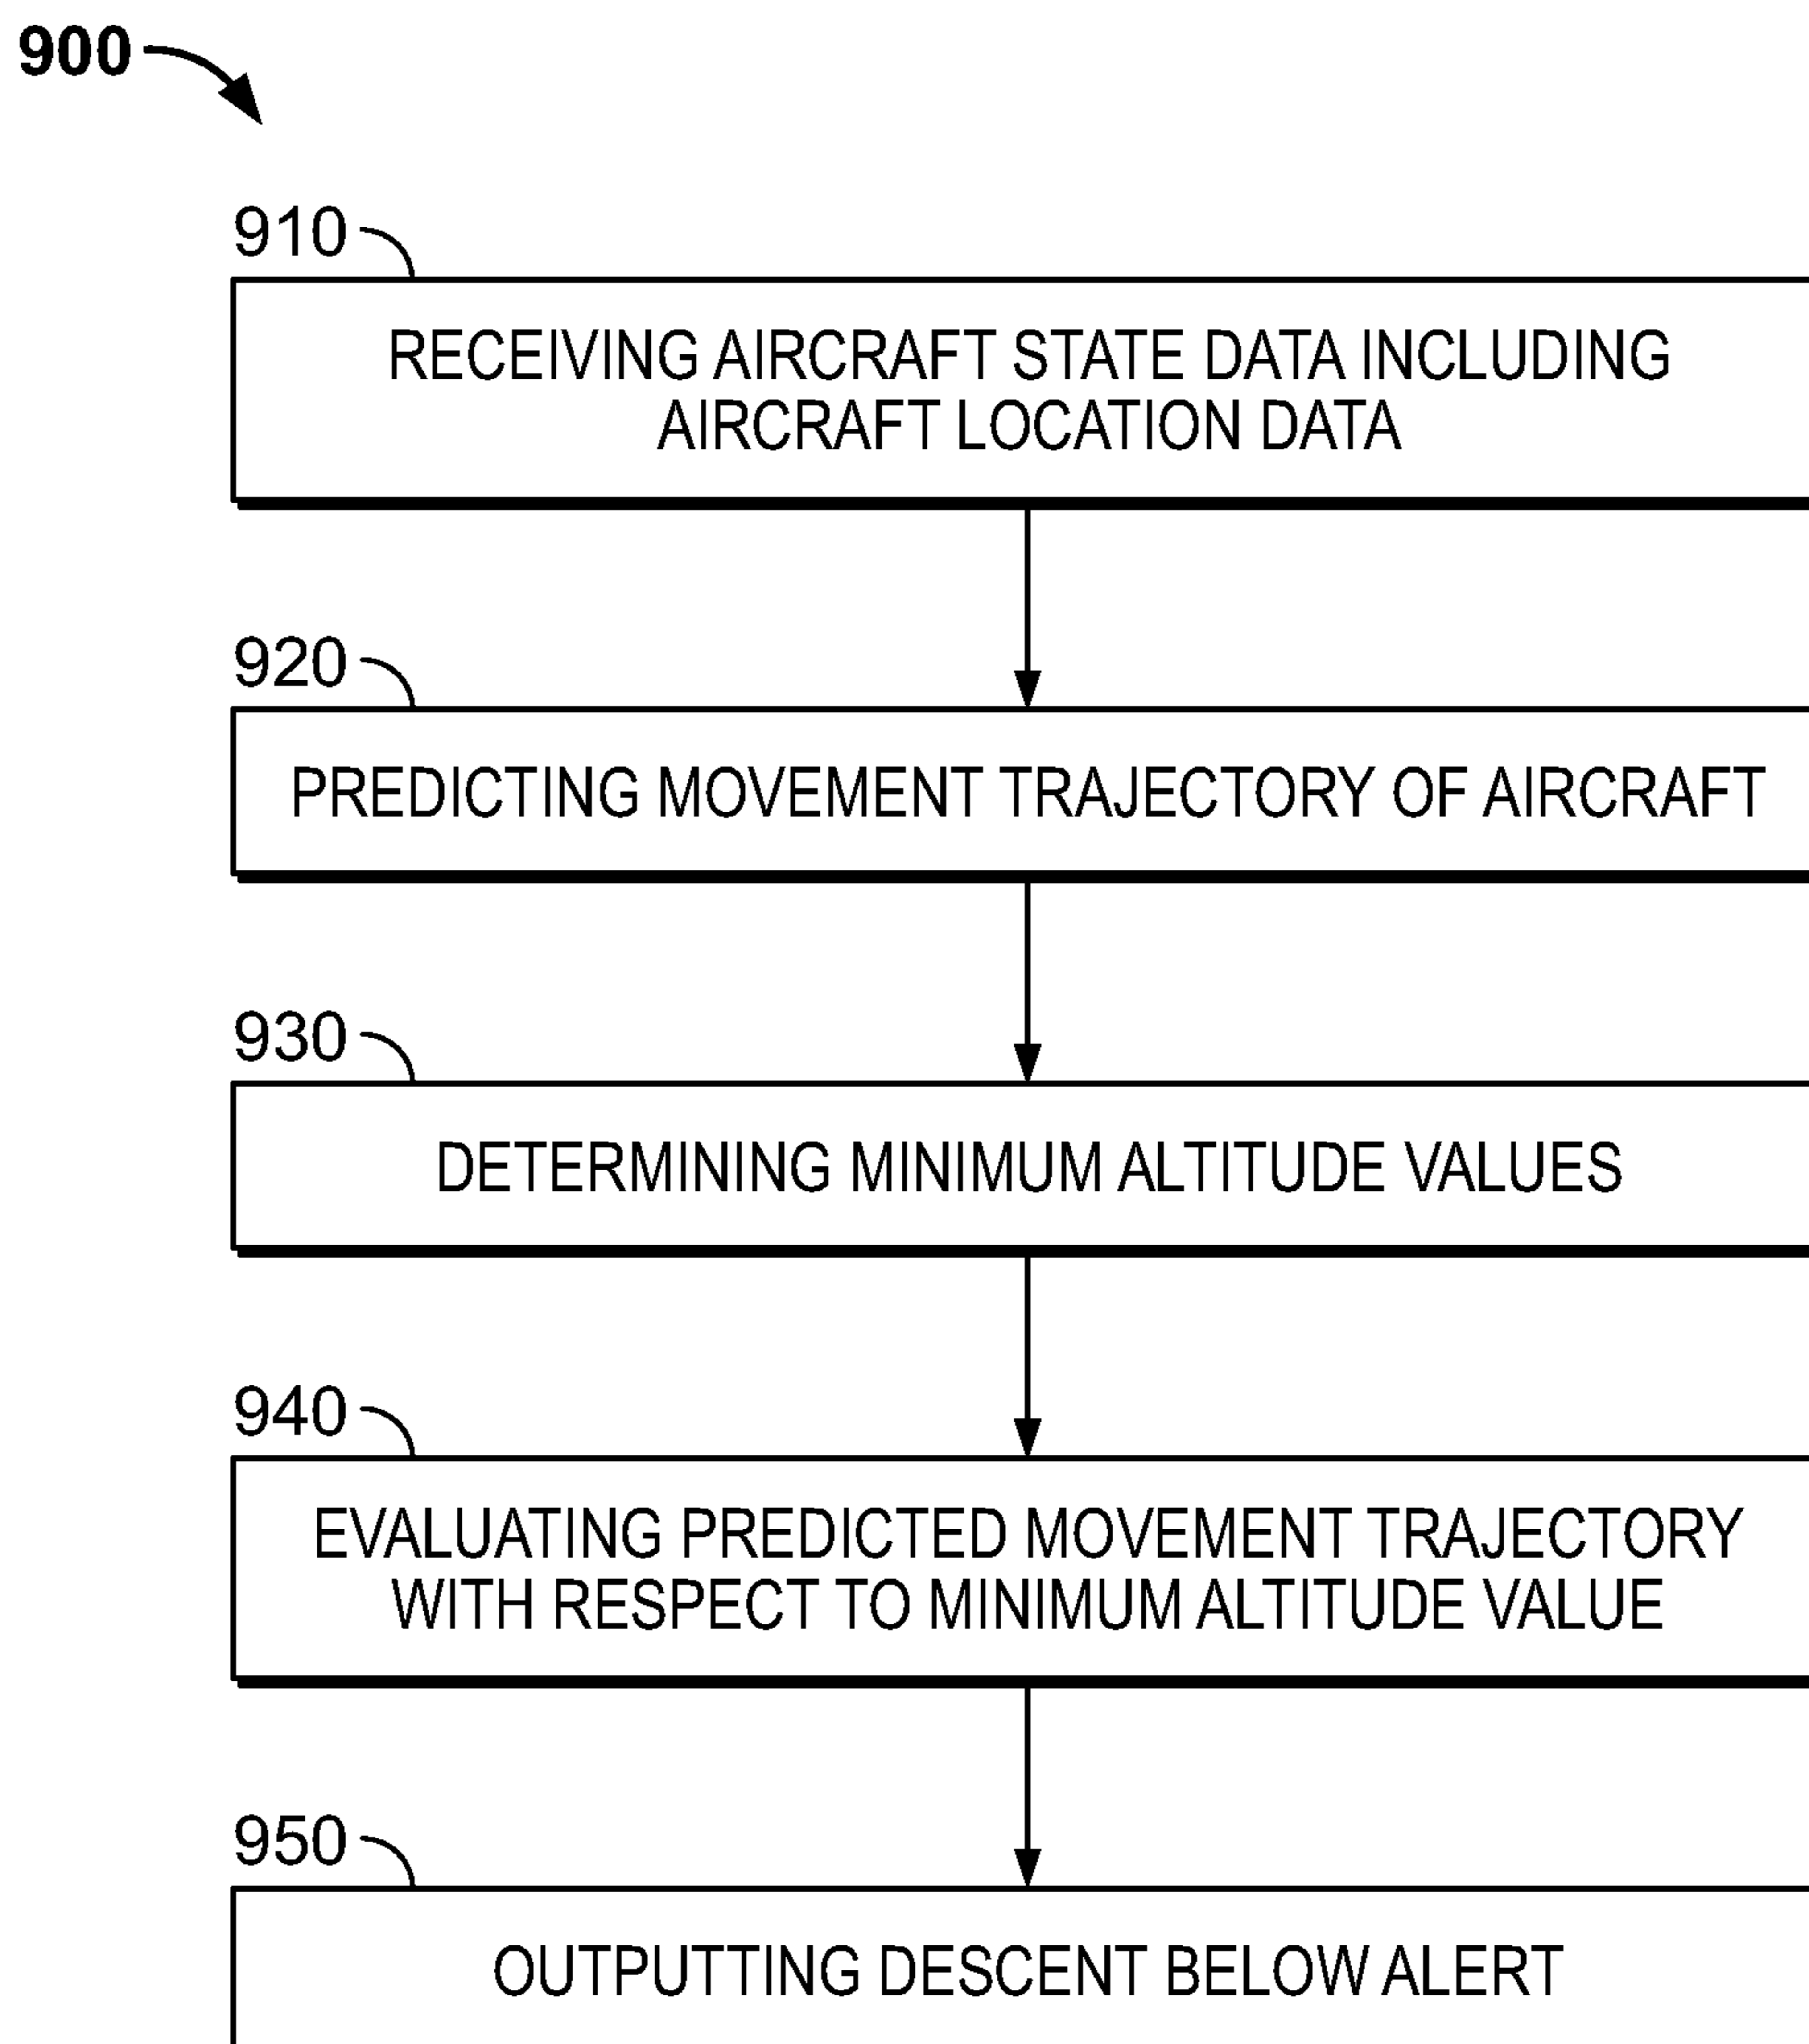 900
910
RECEIVING AIRCRAFT STATE DATA INCLUDING
AIRCRAFT LOCATION DATA
920
PREDICTING MOVEMENT TRAJECTORY OF AIRCRAFT
930
DETERMINING MINIMUM ALTITUDE VALUES
940
EVALUATING PREDICTED MOVEMENT TRAJECTORY
WITH RESPECT TO MINIMUM ALTITUDE VALUE
950
OUTPUTTING DESCENT BELOW ALERT